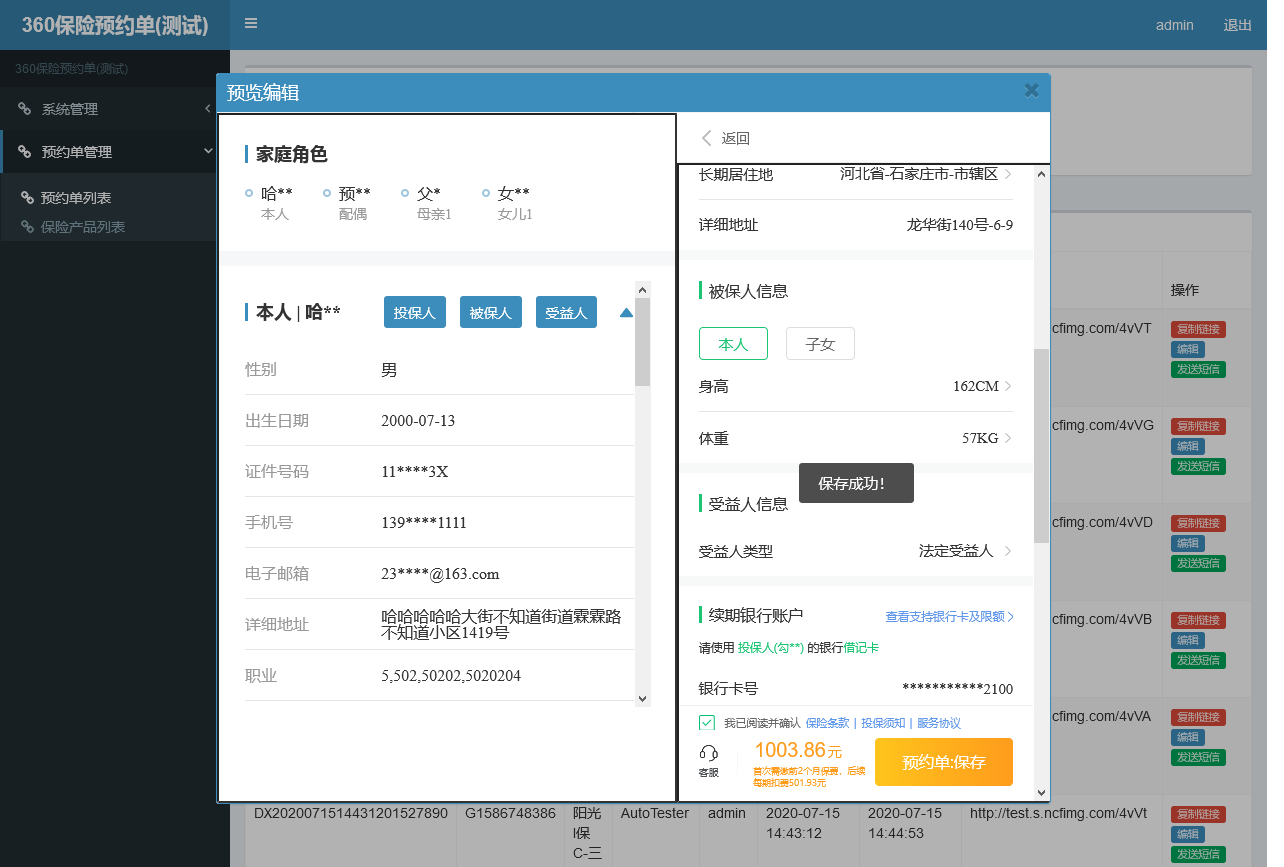 360保险预约单(测试)
admin
退出
360保险预约单(测试)
系统管理
预约单管理
预约单列表
保险产品列表
预览编辑
家庭角色
哈** 预** 父* 女**
本人 配偶 母亲1 女儿1
本人 | 哈** 投保人 被保人 受益人
性别 男
出生日期 2000-07-13
证件号码 11****3X
手机号 139****1111
电子邮箱 23****@163.com
详细地址 哈哈哈哈哈大街不知道街道霖霖路
不知道小区1419号
职业 5,502,50202,5020204
返回
长期居住地 河北省-石家庄市-市辖区
详细地址 龙华街140号-6-9
被保人信息
本人 子女
身高 162CM
体重 57KG
保存成功!
受益人信息
受益人类型 法定受益人
续期银行账户 查看支持银行卡及限额
请使用 投保人(勾**) 的银行借记卡
银行卡号 ***********2100
我已阅读并确认 保险条款 | 投保须知 | 服务协议
客服
1003.86元
首次需缴前2个月保费，后续
每期扣费501.93元
预约单:保存
操作
cfimg.com/4vVT 复制链接
编辑
发送短信
cfimg.com/4vVG 复制链接
编辑
发送短信
cfimg.com/4vVD 复制链接
编辑
发送短信
cfimg.com/4vVB 复制链接
编辑
发送短信
cfimg.com/4vVA 复制链接
编辑
发送短信
DX2020071514431201527890 G1586748386 阳光 AutoTester admin 2020-07-15 2020-07-15 http://test.s.ncfimg.com/4vVt 复制链接
I保 14:43:12 14:44:53 编辑
C-三 发送短信